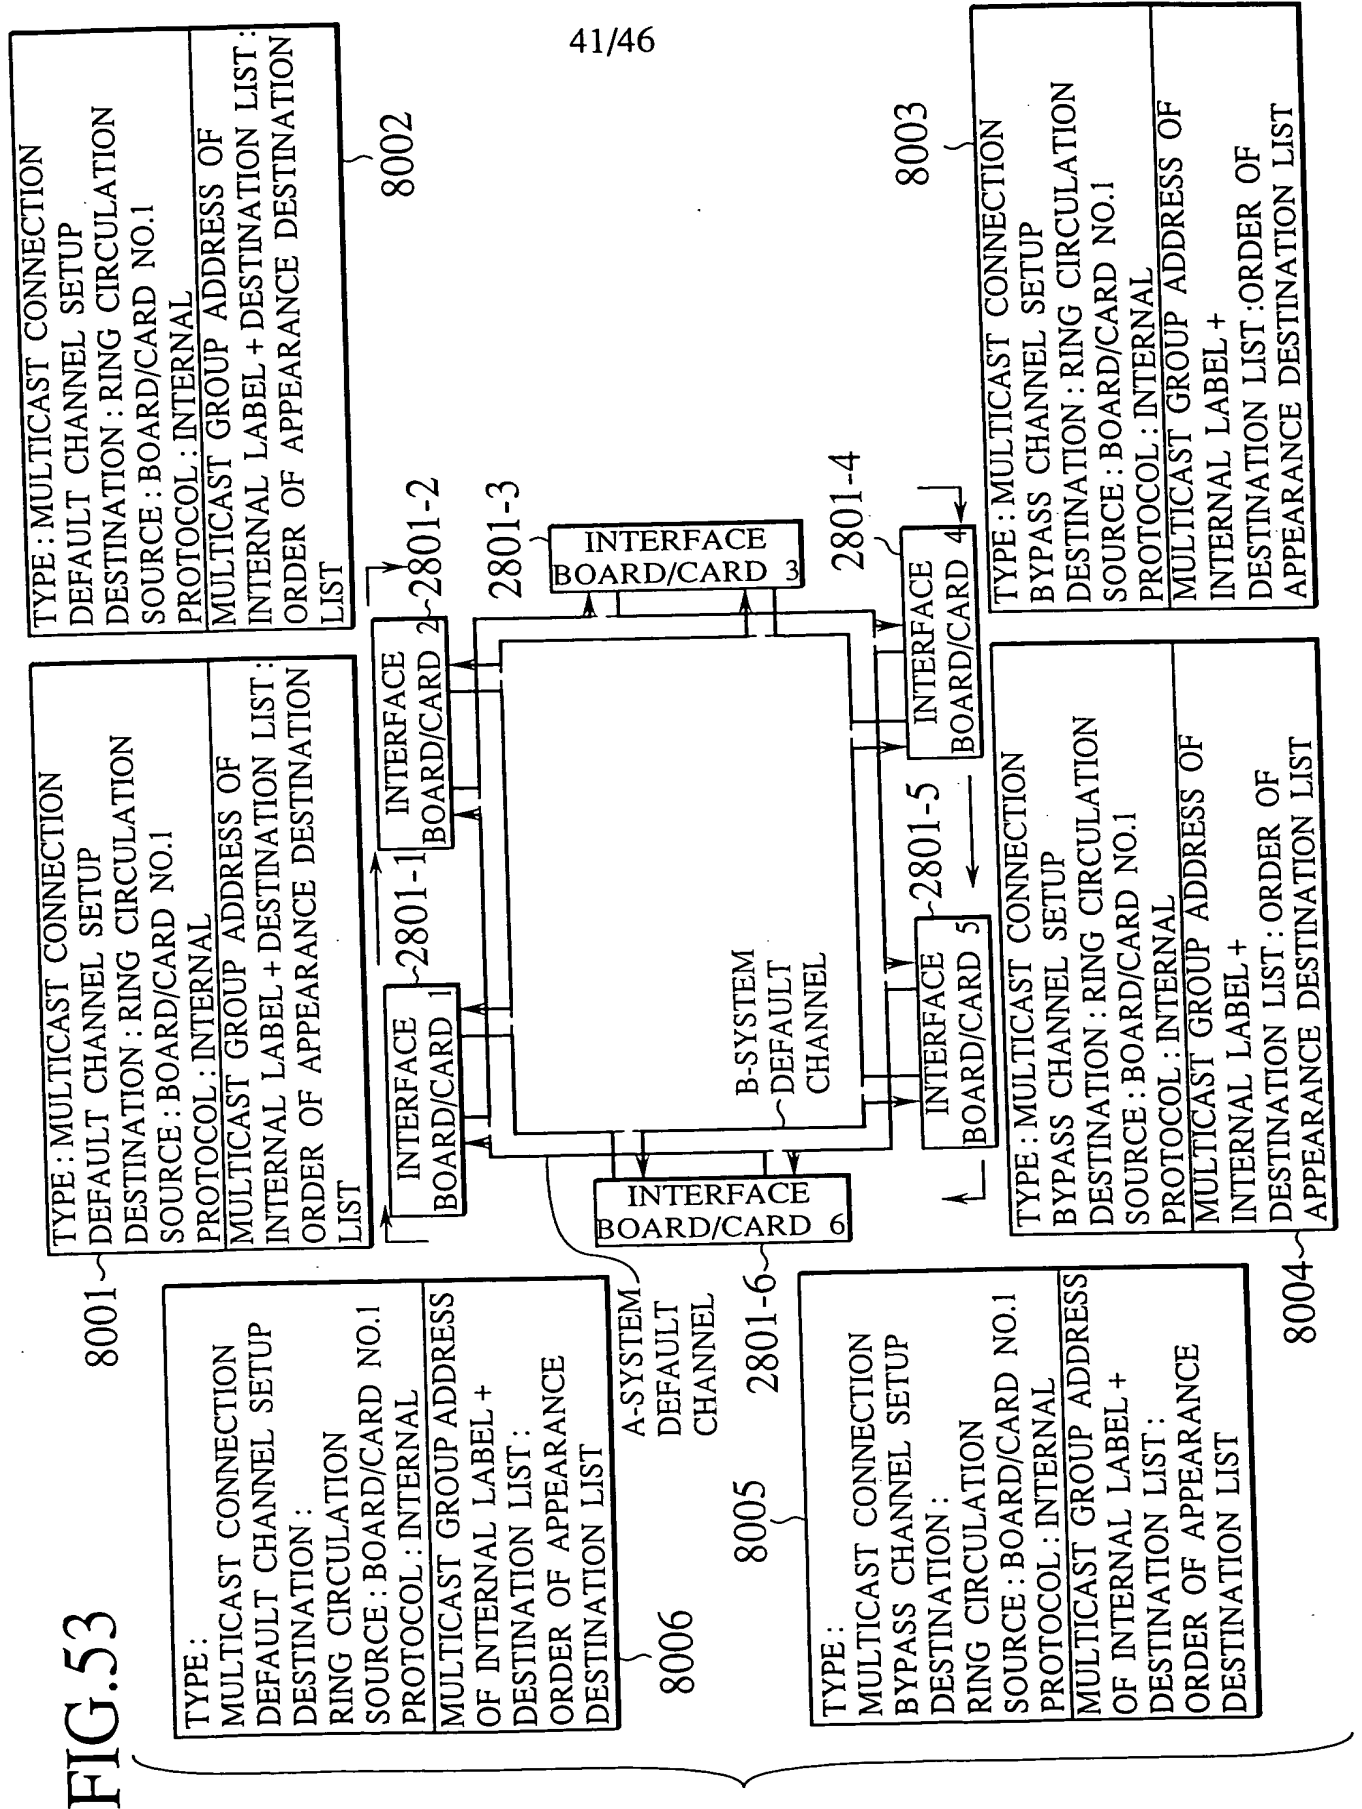 41/46
FIG.53
TYPE : MULTICAST CONNECTION
DEFAULT CHANNEL SETUP
DESTINATION : RING CIRCULATION
SOURCE : BOARD/CARD NO.1
PROTOCOL : INTERNAL
MULTICAST GROUP ADDRESS OF
INTERNAL LABEL + DESTINATION LIST :
ORDER OF APPEARANCE DESTINATION
LIST
8001
TYPE : MULTICAST CONNECTION
DEFAULT CHANNEL SETUP
DESTINATION : RING CIRCULATION
SOURCE : BOARD/CARD NO.1
PROTOCOL : INTERNAL
MULTICAST GROUP ADDRESS OF
INTERNAL LABEL + DESTINATION LIST :
ORDER OF APPEARANCE DESTINATION
LIST
8002
TYPE :
MULTICAST CONNECTION
DEFAULT CHANNEL SETUP
DESTINATION :
RING CIRCULATION
SOURCE : BOARD/CARD NO.1
PROTOCOL : INTERNAL
MULTICAST GROUP ADDRESS
OF INTERNAL LABEL +
DESTINATION LIST :
ORDER OF APPEARANCE
DESTINATION LIST
8006
INTERFACE
BOARD/CARD 1
2801-1
INTERFACE
BOARD/CARD 2
2801-2
2801-3
INTERFACE
BOARD/CARD 3
A-SYSTEM
DEFAULT
CHANNEL
B-SYSTEM
DEFAULT
CHANNEL
INTERFACE
BOARD/CARD 6
2801-6
INTERFACE
BOARD/CARD 5
2801-5
INTERFACE
BOARD/CARD 4
2801-4
8005
TYPE :
MULTICAST CONNECTION
BYPASS CHANNEL SETUP
DESTINATION :
RING CIRCULATION
SOURCE : BOARD/CARD NO.1
PROTOCOL : INTERNAL
MULTICAST GROUP ADDRESS
OF INTERNAL LABEL +
DESTINATION LIST :
ORDER OF APPEARANCE
DESTINATION LIST
TYPE : MULTICAST CONNECTION
BYPASS CHANNEL SETUP
DESTINATION : RING CIRCULATION
SOURCE : BOARD/CARD NO.1
PROTOCOL : INTERNAL
MULTICAST GROUP ADDRESS OF
INTERNAL LABEL +
DESTINATION LIST : ORDER OF
APPEARANCE DESTINATION LIST
8004
8003
TYPE : MULTICAST CONNECTION
BYPASS CHANNEL SETUP
DESTINATION : RING CIRCULATION
SOURCE : BOARD/CARD NO.1
PROTOCOL : INTERNAL
MULTICAST GROUP ADDRESS OF
INTERNAL LABEL +
DESTINATION LIST :ORDER OF
APPEARANCE DESTINATION LIST